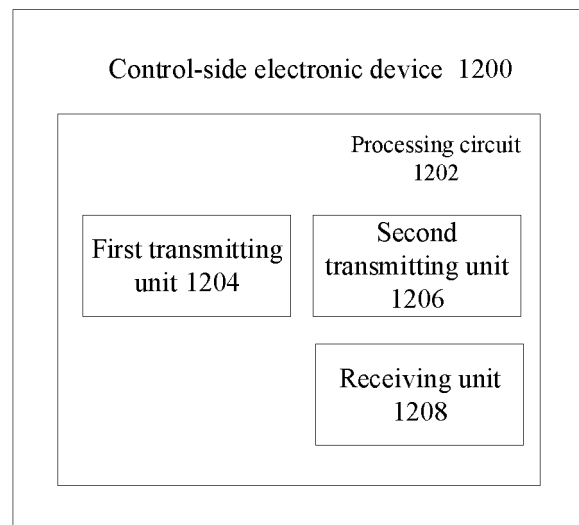 Control-side electronic device 1200
Processing circuit
1202
First transmitting
unit 1204
Second
transmitting unit
1206
Receiving unit
1208